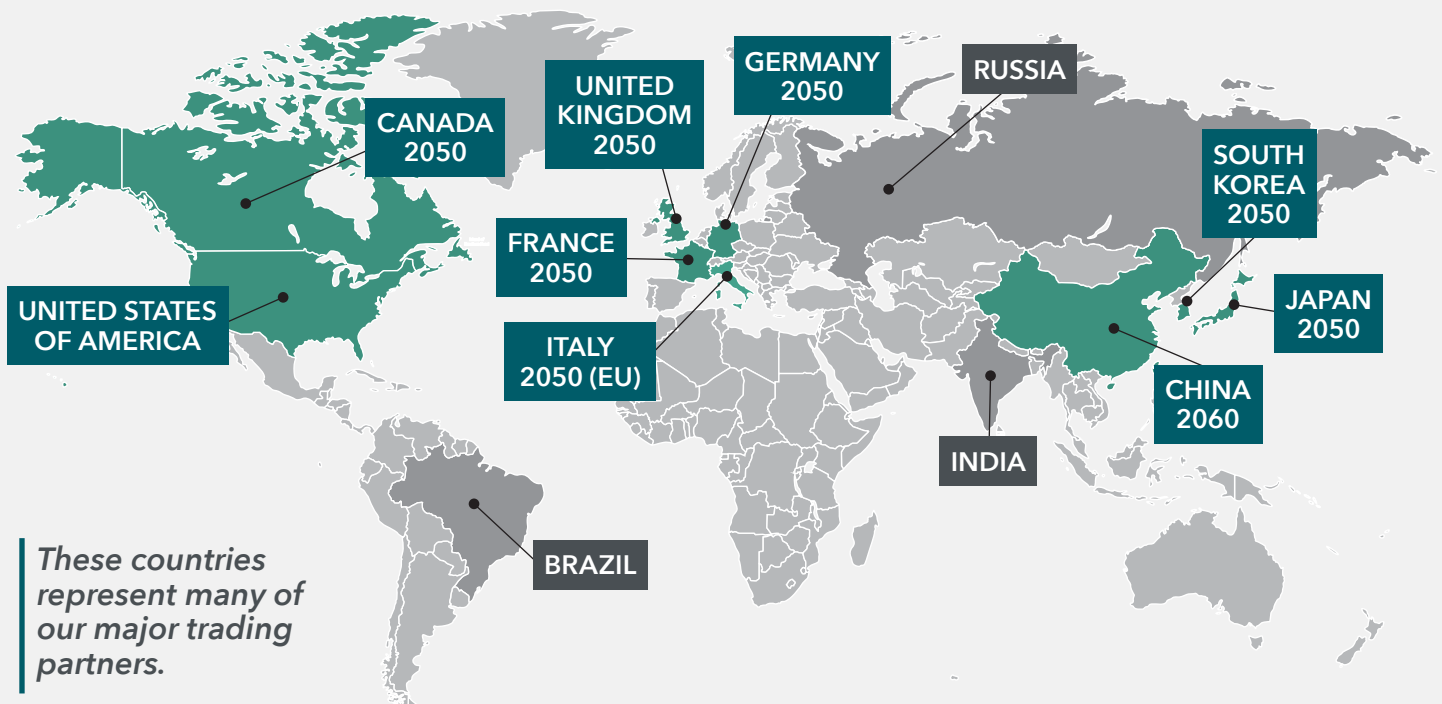 CANADA
2050
UNITED
KINGDOM
2050
GERMANY
2050
RUSSIA
SOUTH
KOREA
2050
FRANCE
2050
UNITED STATES
OF AMERICA
ITALY
2050 (EU)
JAPAN
2050
CHINA
2060
INDIA
BRAZIL
These countries
represent many of
our major trading
partners.